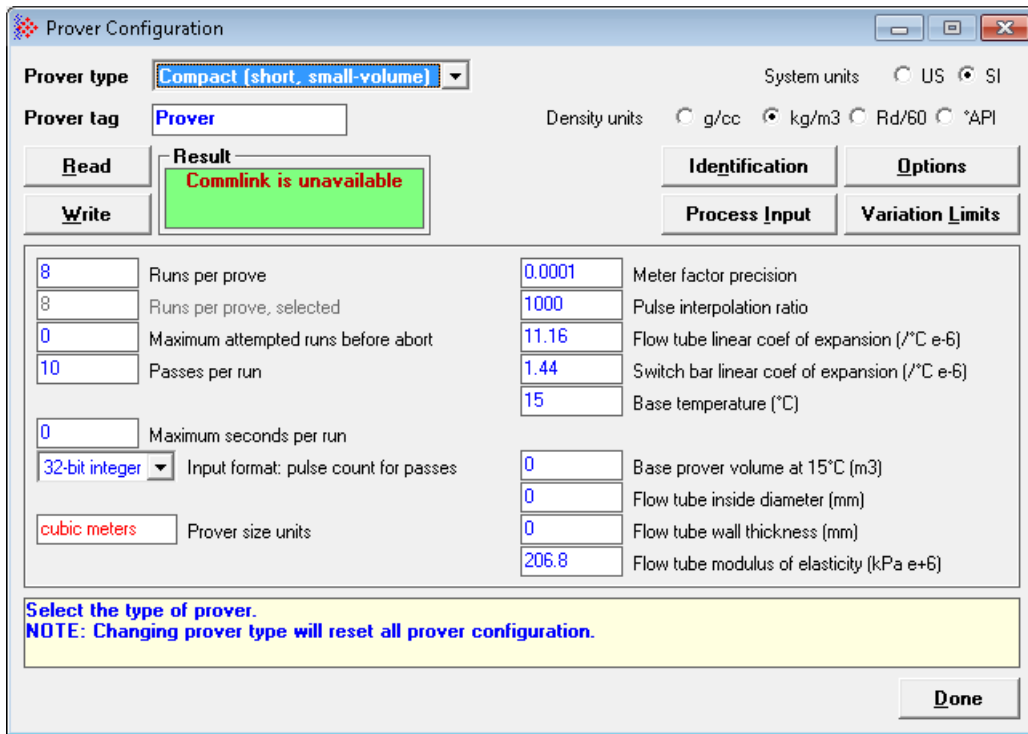 Prover Configuration
Prover type Compact (short, small-volume) System units US SI
Prover tag Prover Density units g/cc kg/m3 Rd/60 °API
Read Result Identification Options
Commlink is unavailable
Write Process Input Variation Limits
8 Runs per prove 0.0001 Meter factor precision
8 Runs per prove, selected 1000 Pulse interpolation ratio
0 Maximum attempted runs before abort 11.16 Flow tube linear coef of expansion (/°C e-6)
10 Passes per run 1.44 Switch bar linear coef of expansion (/°C e-6)
15 Base temperature (°C)
0 Maximum seconds per run
32-bit integer Input format: pulse count for passes 0 Base prover volume at 15°C (m3)
0 Flow tube inside diameter (mm)
cubic meters Prover size units 0 Flow tube wall thickness (mm)
206.8 Flow tube modulus of elasticity (kPa e+6)
Select the type of prover.
NOTE: Changing prover type will reset all prover configuration.
Done